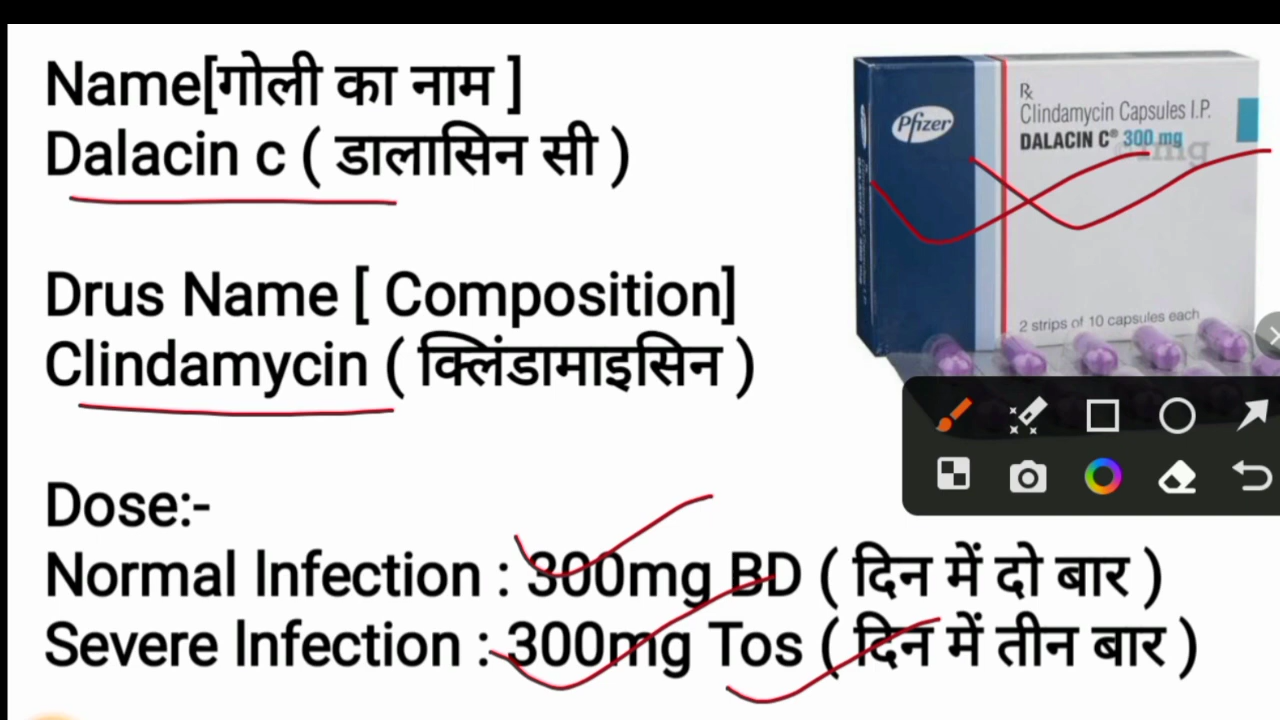 Name[गोली का नाम ]
Dalacin c ( डालासिन सी )
Drus Name [ Composition]
Clindamycin ( क्लिंडामाइसिन )
Dose:-
Normal Infection : 300mg BD ( दिन में दो बार )
Severe Infection : 300mg Tos ( दिन में तीन बार )
Pfizer
Rx
Clindamycin Capsules I.P.
DALACIN C® 300 mg
2 strips of 10 capsules each